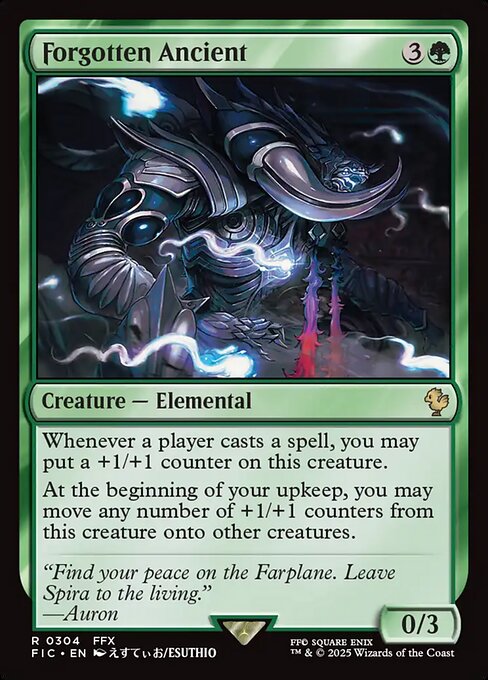 Forgotten Ancient 3
Creature — Elemental
Whenever a player casts a spell, you may
put a +1/+1 counter on this creature.
At the beginning of your upkeep, you may
move any number of +1/+1 counters from
this creature onto other creatures.
“Find your peace on the Farplane. Leave
Spira to the living.”
—Auron
0/3
R 0304 FFX
FIC • EN えすてぃお/ESUTHIO
FF© SQUARE ENIX
™ & © 2025 Wizards of the Coast